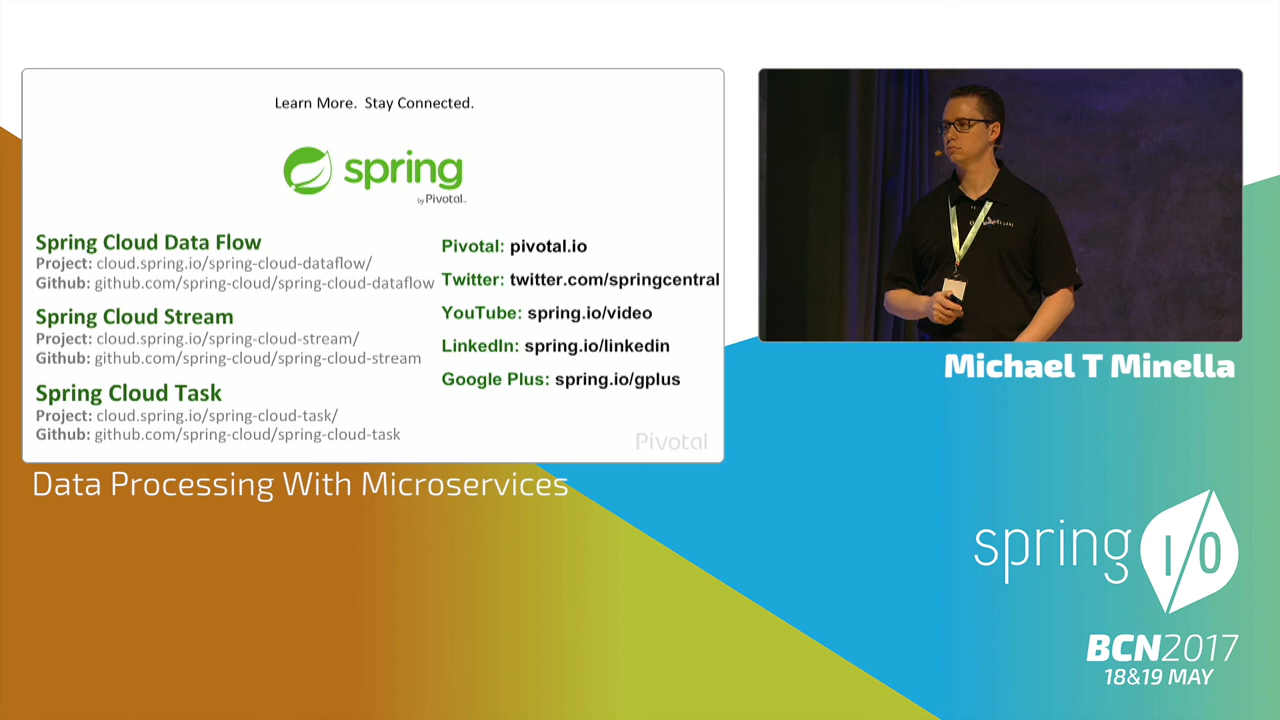 Learn More.  Stay Connected.
spring
by Pivotal™
Spring Cloud Data Flow
Project: cloud.spring.io/spring-cloud-dataflow/
Github: github.com/spring-cloud/spring-cloud-dataflow
Spring Cloud Stream
Project: cloud.spring.io/spring-cloud-stream/
Github: github.com/spring-cloud/spring-cloud-stream
Spring Cloud Task
Project: cloud.spring.io/spring-cloud-task/
Github: github.com/spring-cloud/spring-cloud-task
Pivotal: pivotal.io
Twitter: twitter.com/springcentral
YouTube: spring.io/video
LinkedIn: spring.io/linkedin
Google Plus: spring.io/gplus
Pivotal
Michael T Minella
Data Processing With Microservices
spring I/O
BCN2017
18&19 MAY